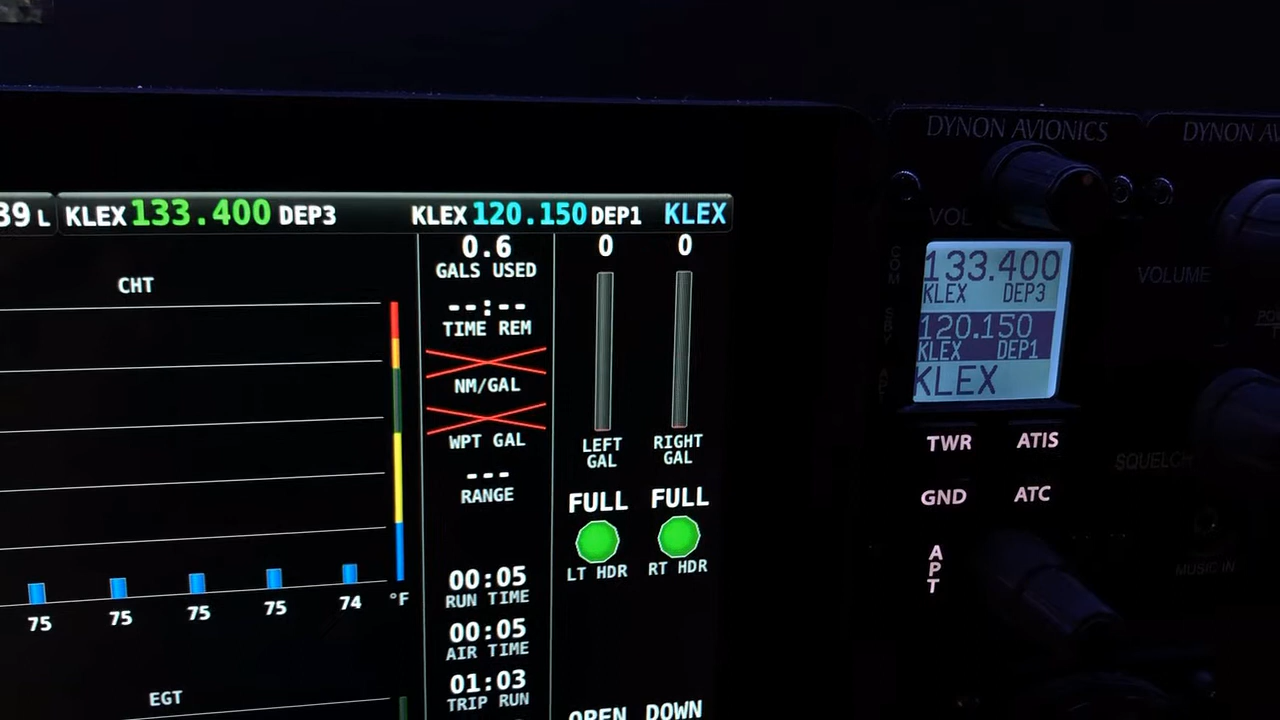 DYNON AVIONICS
DYNON AV
39 L KLEX 133.400 DEP3 KLEX 120.150 DEP1 KLEX
VOL
0.6
GALS USED
0 0
CHT
--:--
TIME REM
NM/GAL
WPT GAL
LEFT GAL
RIGHT GAL
---
RANGE
FULL FULL
LT HDR RT HDR
75 75 75 75 74 °F
00:05
RUN TIME
00:05
AIR TIME
01:03
TRIP RUN
EGT
OPEN DOWN
133.400
KLEX DEP3
120.150
KLEX DEP1
KLEX
COM
VOLUME
TWR ATIS
GND ATC
APT
SQUELCH
MUSIC IN